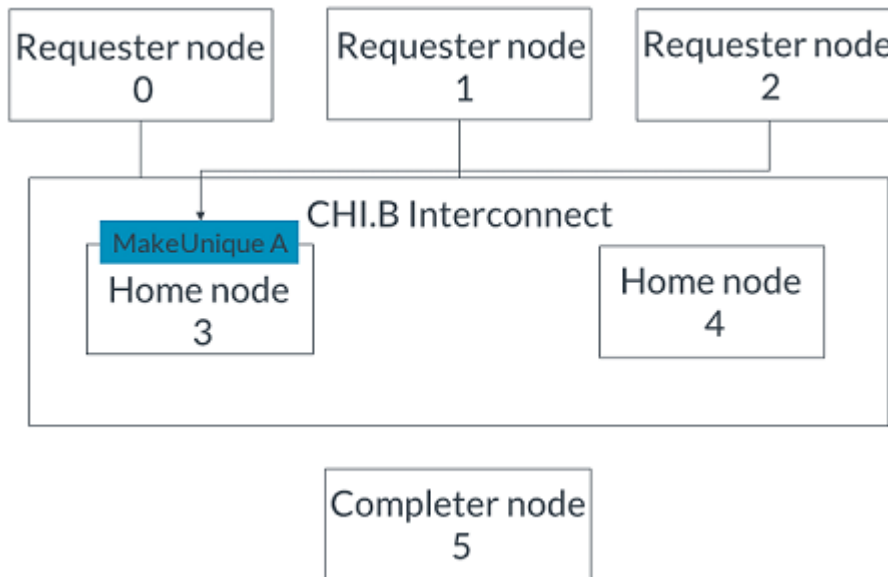 Requester node
0
Requester node
1
Requester node
2
CHI.B Interconnect
MakeUnique A
Home node
3
Home node
4
Completer node
5